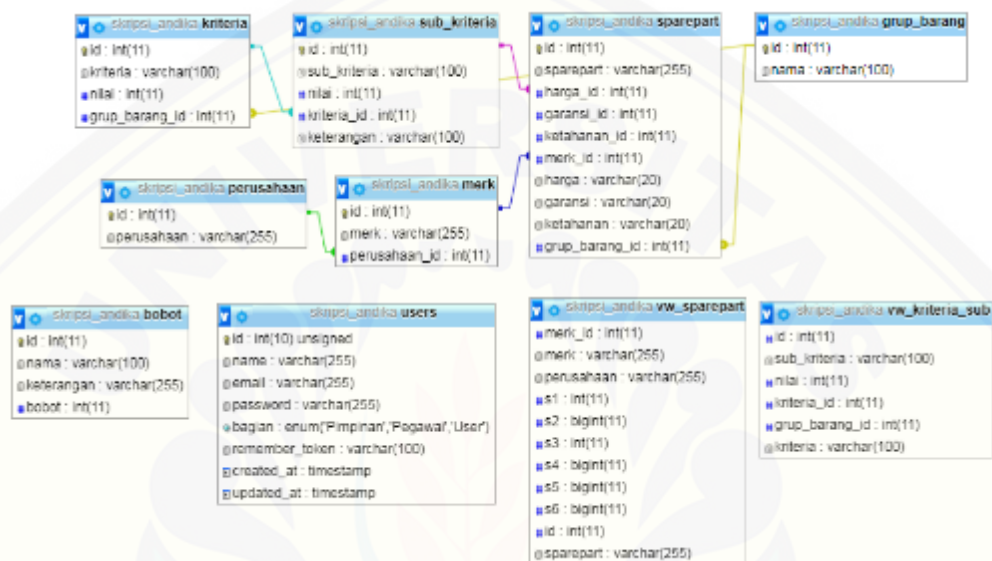 skripsi_andika kriteria
id : int(11)
kriteria : varchar(100)
nilai : int(11)
grup_barang_id : int(11)
skripsi_andika sub_kriteria
id : int(11)
sub_kriteria : varchar(100)
nilai : int(11)
kriteria_id : int(11)
keterangan : varchar(100)
skripsi_andika sparepart
id : int(11)
sparepart : varchar(255)
harga_id : int(11)
garansi_id : int(11)
ketahanan_id : int(11)
merk_id : int(11)
harga : varchar(20)
garansi : varchar(20)
ketahanan : varchar(20)
grup_barang_id : int(11)
skripsi_andika grup_barang
id : int(11)
nama : varchar(100)
skripsi_andika perusahaan
id : int(11)
perusahaan : varchar(255)
skripsi_andika merk
id : int(11)
merk : varchar(255)
perusahaan_id : int(11)
skripsi_andika bobot
id : int(11)
nama : varchar(100)
keterangan : varchar(255)
bobot : int(11)
skripsi_andika users
id : int(10) unsigned
name : varchar(255)
email : varchar(255)
password : varchar(255)
bagian : enum('Pimpinan','Pegawai','User')
remember_token : varchar(100)
created_at : timestamp
updated_at : timestamp
skripsi_andika vw_sparepart
merk_id : int(11)
merk : varchar(255)
perusahaan : varchar(255)
s1 : int(11)
s2 : bigint(11)
s3 : int(11)
s4 : bigint(11)
s5 : bigint(11)
s6 : bigint(11)
id : int(11)
sparepart : varchar(255)
skripsi_andika vw_kriteria_sub
id : int(11)
sub_kriteria : varchar(100)
nilai : int(11)
kriteria_id : int(11)
grup_barang_id : int(11)
kriteria : varchar(100)